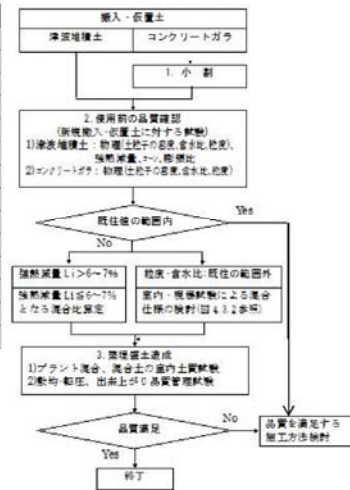 搬入・仮置土
津波堆積土
コンクリートガラ
1. 小 割
2.使用前の品質確認
(新規搬入・仮置土に対する試験)
1)津波堆積土：物理(土粒子の密度,含水比,粒度),
強熱減量,コーン,膨張比
2)コンクリートガラ：物理(土粒子の密度,含水比,粒度)
既往値の範囲内
Yes
No
強熱減量 Li＞6～7%
強熱減量 Li≦6～7%
となる混合比算定
粒度・含水比：既往の範囲外
室内・現場試験による混合
仕様の検討(図4.3.2参照)
3.基盤盛土造成
1)プラント混合、混合土の室内土質試験
2)敷均・転圧、出来上がり品質管理試験
品質満足
No
品質を満足する
施工方法検討
Yes
終了